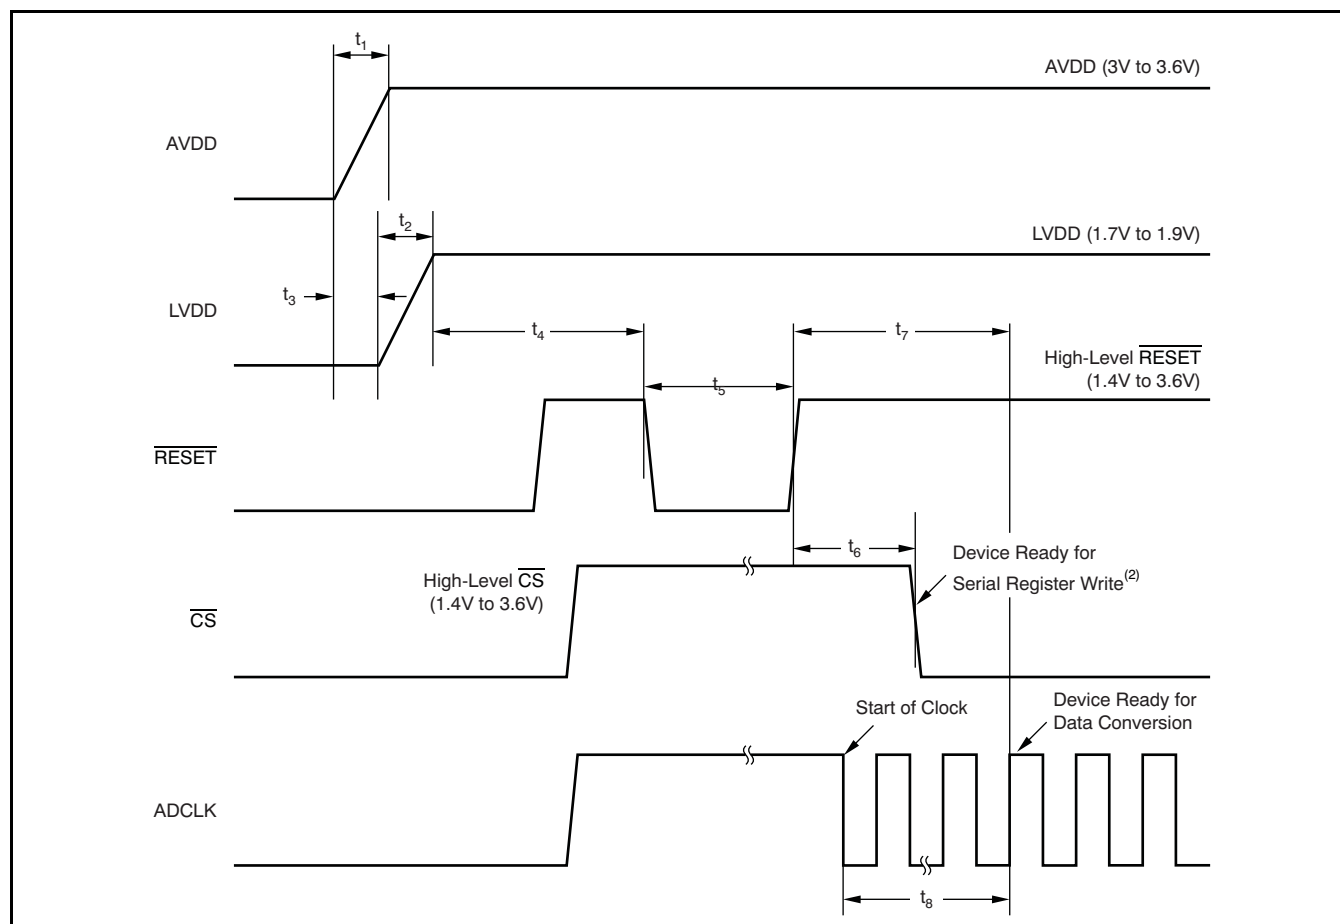 t1
AVDD (3V to 3.6V)
AVDD
t2
LVDD (1.7V to 1.9V)
t3
LVDD
t4
t7
High-Level RESET
(1.4V to 3.6V)
t5
RESET
t6
Device Ready for
Serial Register Write(2)
High-Level CS
(1.4V to 3.6V)
CS
Start of Clock
Device Ready for
Data Conversion
ADCLK
t8